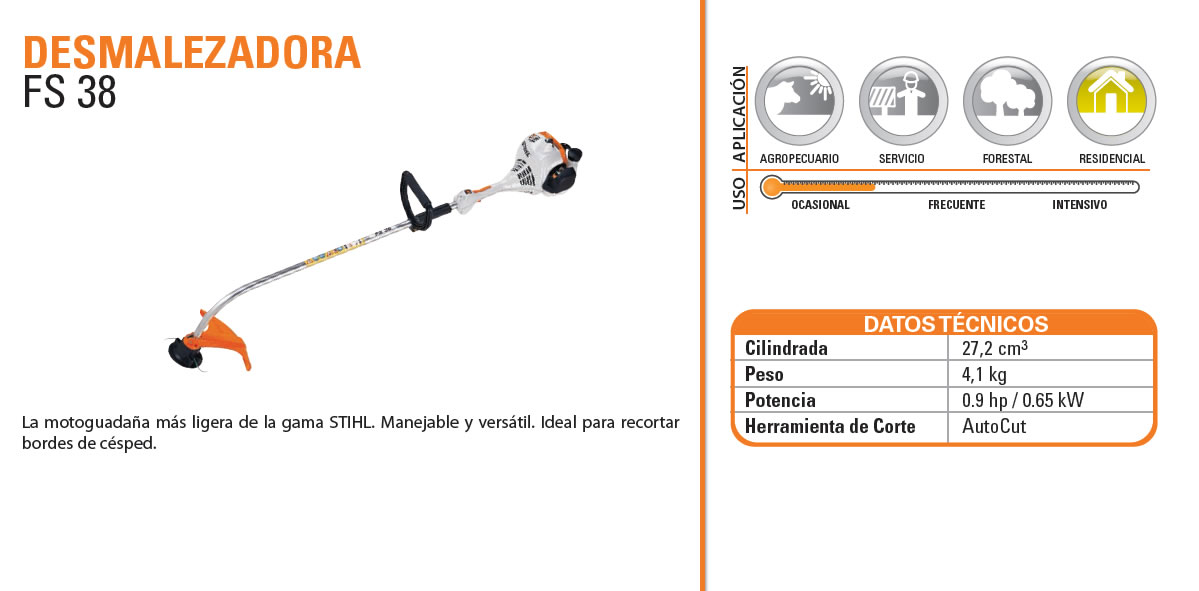 DESMALEZADORA
FS 38
La motoguadaña más ligera de la gama STIHL. Manejable y versátil. Ideal para recortar
bordes de césped.
APLICACIÓN
AGROPECUARIO SERVICIO FORESTAL RESIDENCIAL
USO
OCASIONAL FRECUENTE INTENSIVO
DATOS TÉCNICOS
Cilindrada 27,2 cm³
Peso 4,1 kg
Potencia 0.9 hp / 0.65 kW
Herramienta de Corte AutoCut